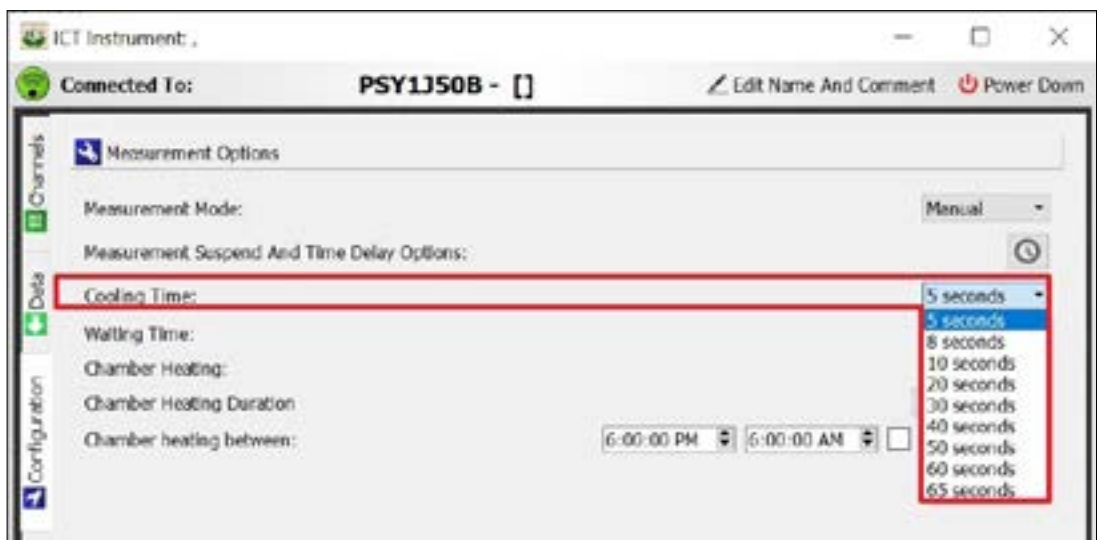 ICT Instrument: ,
Connected To: PSY1J50B - [] Edit Name And Comment Power Down
Channels
Data
Configuration
Measurement Options
Measurement Mode: Manual
Measurement Suspend And Time Delay Options:
Cooling Time: 5 seconds
5 seconds
8 seconds
10 seconds
20 seconds
30 seconds
40 seconds
50 seconds
60 seconds
65 seconds
Waiting Time:
Chamber Heating:
Chamber Heating Duration
Chamber heating between: 6:00:00 PM 6:00:00 AM